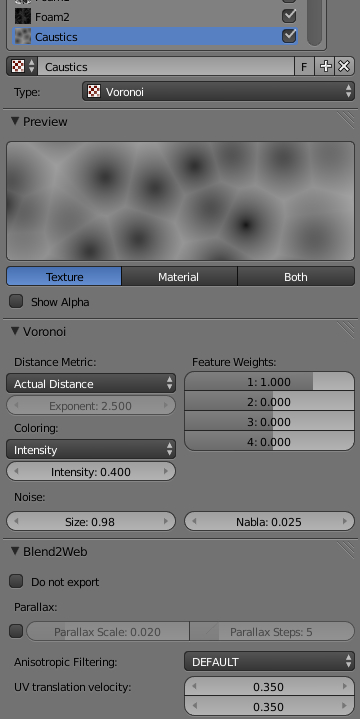 Foam2
Caustics
Caustics F
Type: Voronoi
Preview
Texture Material Both
Show Alpha
Voronoi
Distance Metric: Feature Weights:
Actual Distance 1: 1.000
Exponent: 2.500 2: 0.000
Coloring: 3: 0.000
Intensity 4: 0.000
Intensity: 0.400
Noise:
Size: 0.98 Nabla: 0.025
Blend2Web
Do not export
Parallax:
Parallax Scale: 0.020 Parallax Steps: 5
Anisotropic Filtering: DEFAULT
UV translation velocity: 0.350
0.350